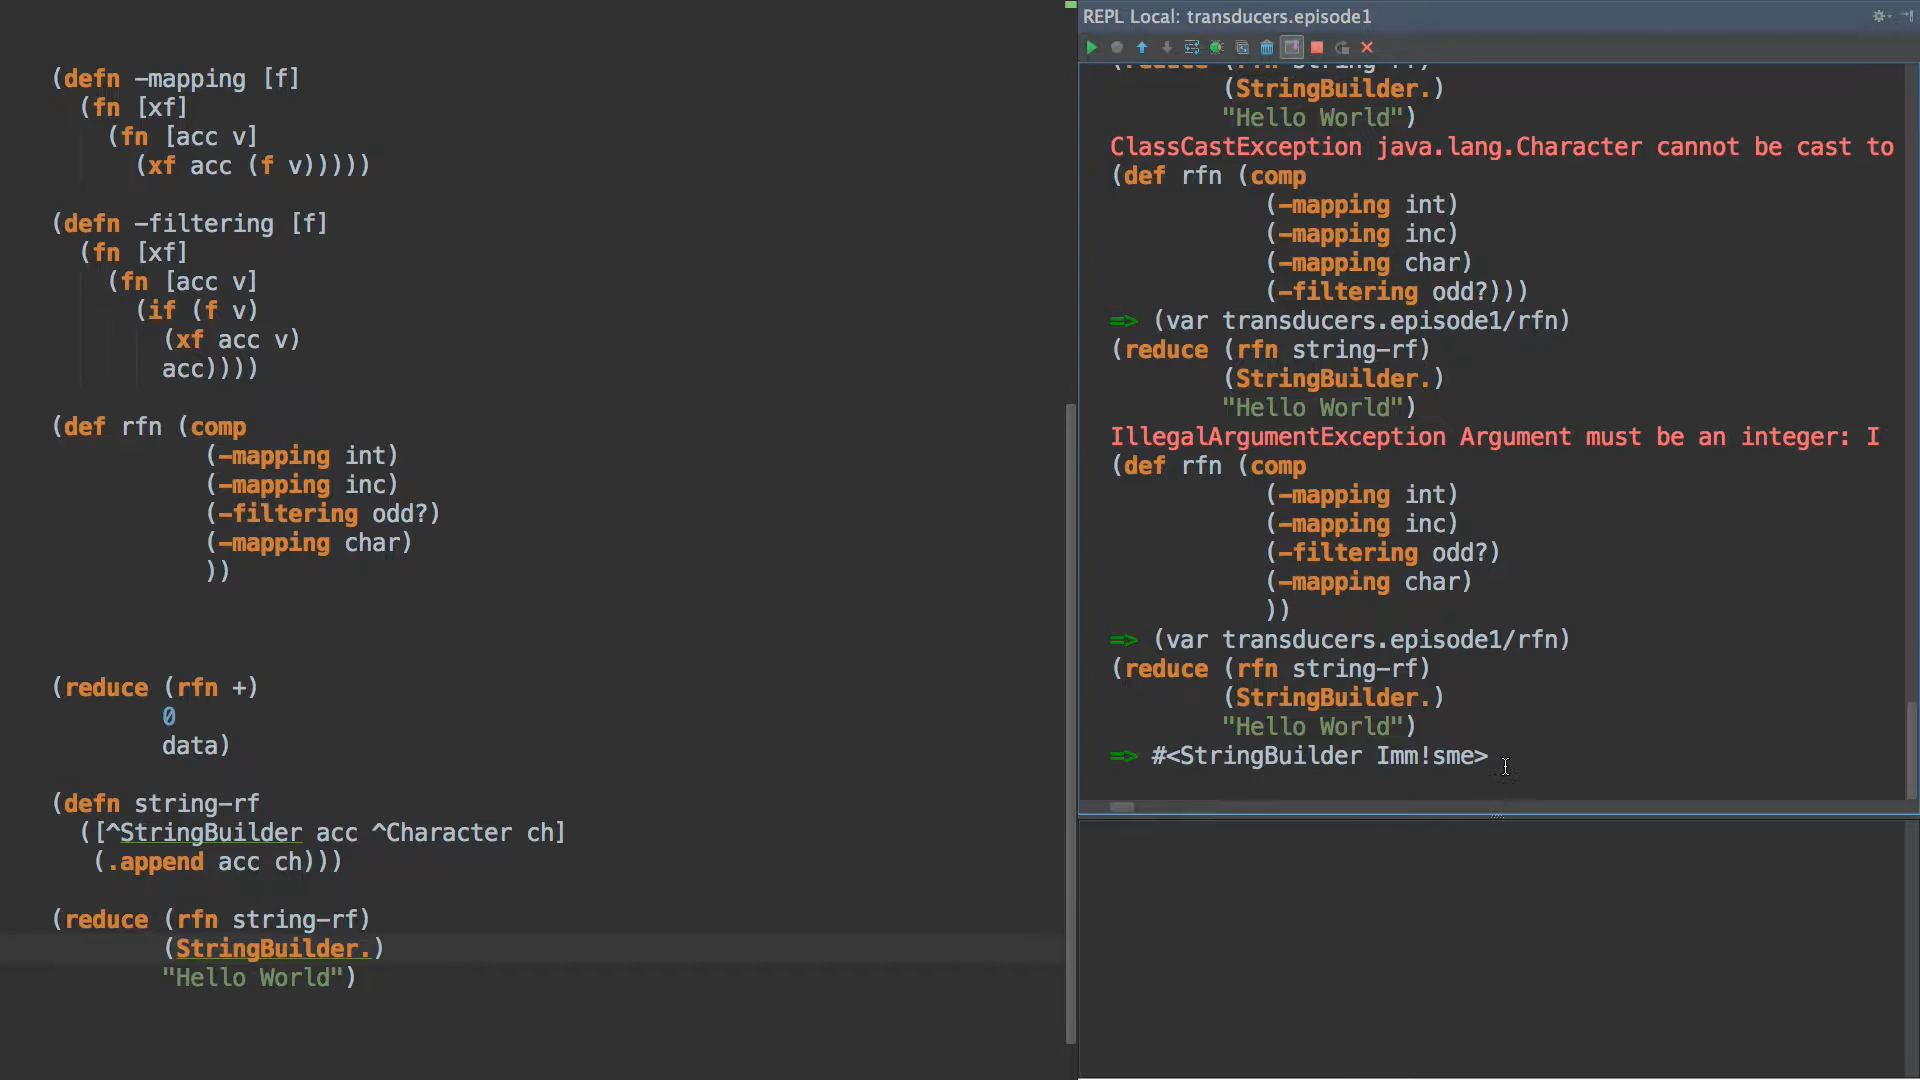 (defn -mapping [f]
(fn [xf]
(fn [acc v]
(xf acc (f v)))))
(defn -filtering [f]
(fn [xf]
(fn [acc v]
(if (f v)
(xf acc v)
acc))))
(def rfn (comp
(-mapping int)
(-mapping inc)
(-filtering odd?)
(-mapping char)
))
(reduce (rfn +)
0
data)
(defn string-rf
([^StringBuilder acc ^Character ch]
(.append acc ch)))
(reduce (rfn string-rf)
(StringBuilder.)
"Hello World")
REPL Local: transducers.episode1
(reduce (rfn string-rf)
(StringBuilder.)
"Hello World")
ClassCastException java.lang.Character cannot be cast to
(def rfn (comp
(-mapping int)
(-mapping inc)
(-mapping char)
(-filtering odd?)))
=> (var transducers.episode1/rfn)
(reduce (rfn string-rf)
(StringBuilder.)
"Hello World")
IllegalArgumentException Argument must be an integer: I
(def rfn (comp
(-mapping int)
(-mapping inc)
(-filtering odd?)
(-mapping char)
))
=> (var transducers.episode1/rfn)
(reduce (rfn string-rf)
(StringBuilder.)
"Hello World")
=> #<StringBuilder Imm!sme>